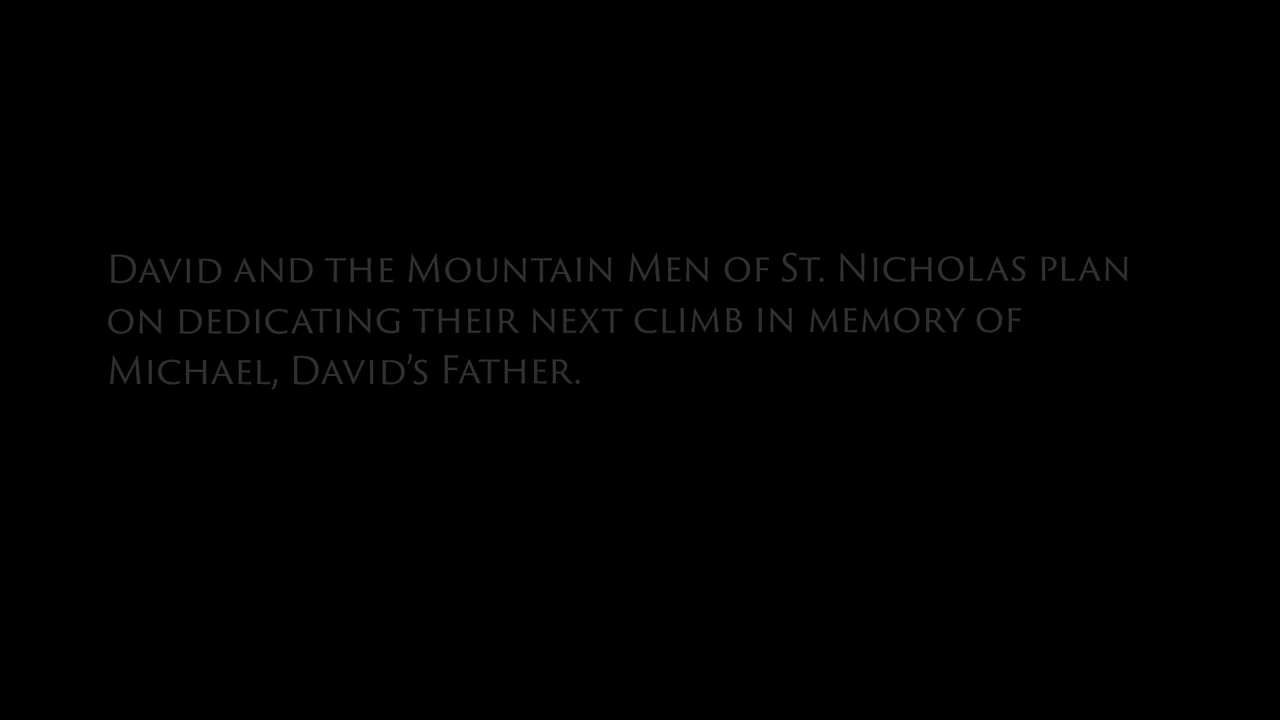 David and the Mountain Men of St. Nicholas plan
on dedicating their next climb in memory of
Michael, David’s Father.